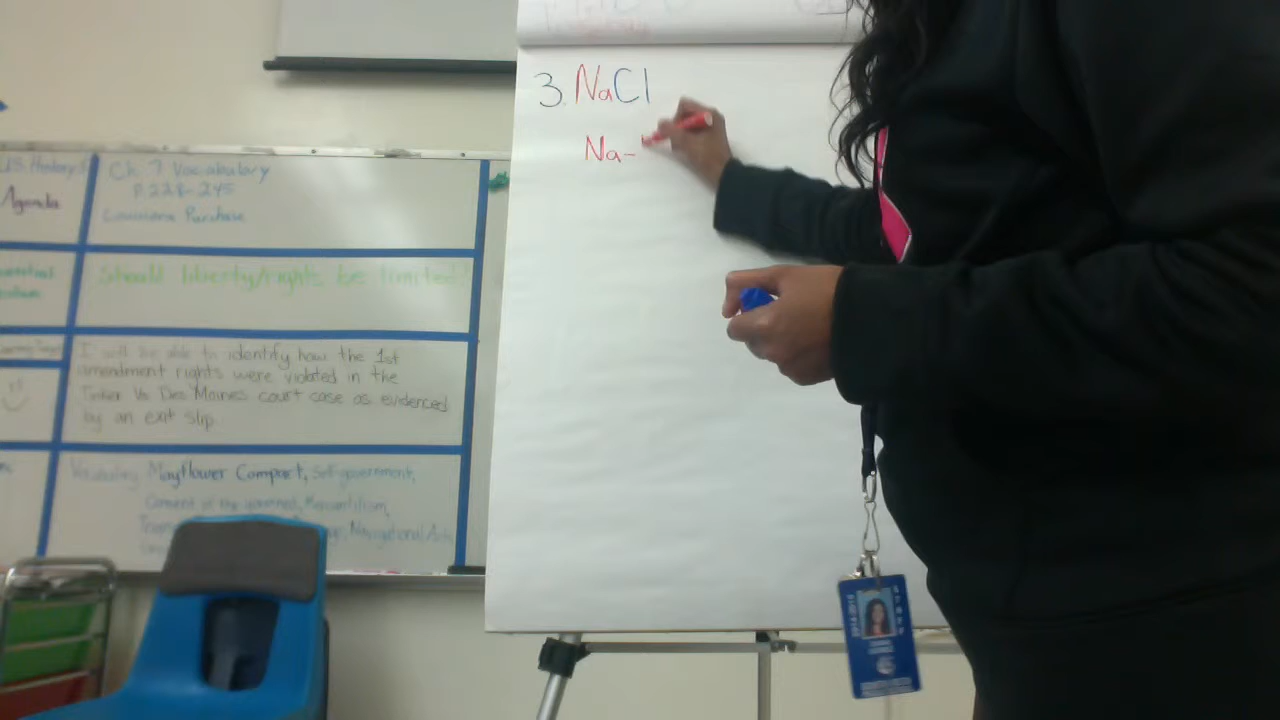 3. NaCl
Na-
U.S. History
Agenda
Ch. 7 Vocabulary
P. 228-245
Louisiana Purchase
Should liberty/rights be limited?
I will be able to identify how the 1st
amendment rights were violated in the
Tinker Vs Des Moines court case as evidenced
by an exit slip.
Vocabulary: Mayflower Compact, Self-government,
Consent of the governed, Mercantilism,
Navigational Acts